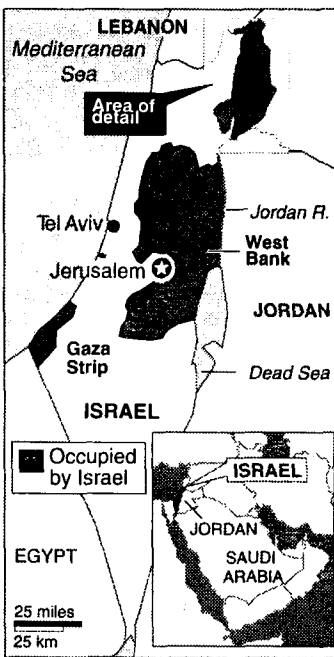 LEBANON
Mediterranean
Sea
Area of
detail
Tel Aviv
Jordan R.
West
Bank
Jerusalem
JORDAN
Gaza
Strip
Dead Sea
ISRAEL
Occupied
by Israel
ISRAEL
JORDAN
SAUDI
ARABIA
EGYPT
25 miles
25 km